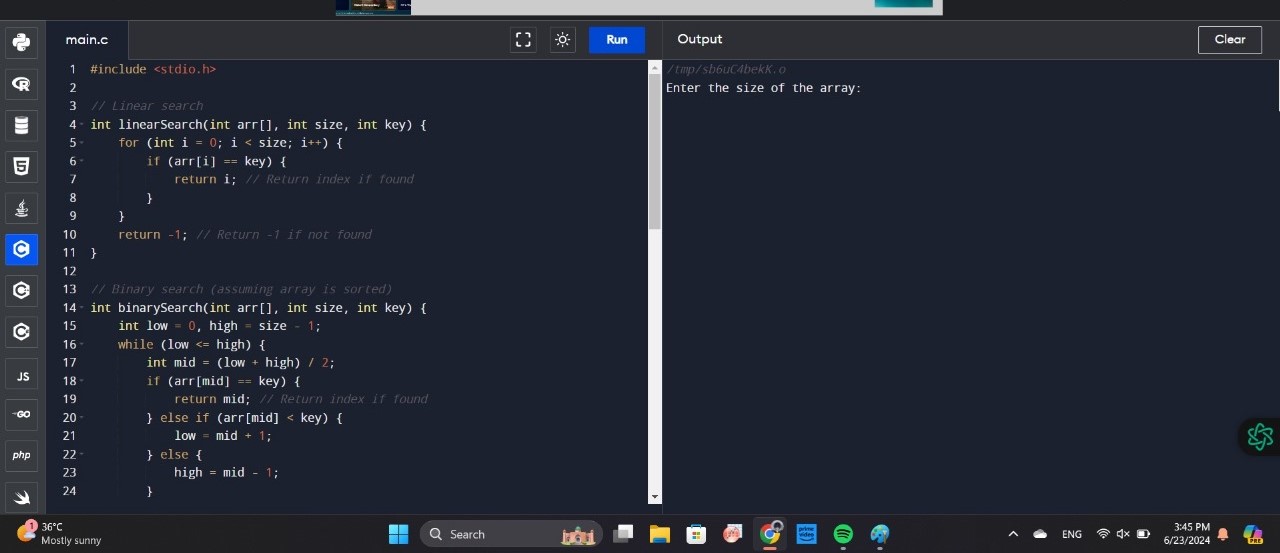 main.c
Run
Output
Clear
1 #include <stdio.h>
2
3 // Linear search
4 int linearSearch(int arr[], int size, int key) {
5     for (int i = 0; i < size; i++) {
6         if (arr[i] == key) {
7             return i; // Return index if found
8         }
9     }
10     return -1; // Return -1 if not found
11 }
12
13 // Binary search (assuming array is sorted)
14 int binarySearch(int arr[], int size, int key) {
15     int low = 0, high = size - 1;
16     while (low <= high) {
17         int mid = (low + high) / 2;
18         if (arr[mid] == key) {
19             return mid; // Return index if found
20         } else if (arr[mid] < key) {
21             low = mid + 1;
22         } else {
23             high = mid - 1;
24         }
/tmp/sb6uC4bekK.o
Enter the size of the array:
R
5
C
C
C
JS
GO
php
1
36°C
Mostly sunny
Search
prime video
ENG
3:45 PM
6/23/2024
PRE